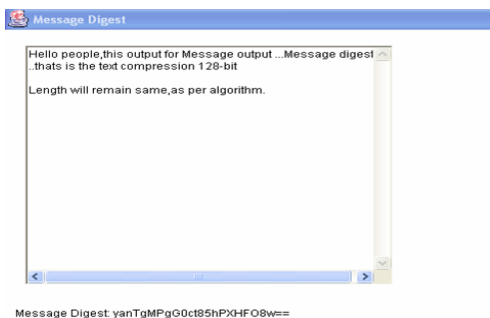 Message Digest
Hello people,this output for Message output ...Message digest
..thats is the text compression 128-bit
Length will remain same,as per algorithm.
Message Digest: yanTgMPgG0ct85hPXHFO8w==